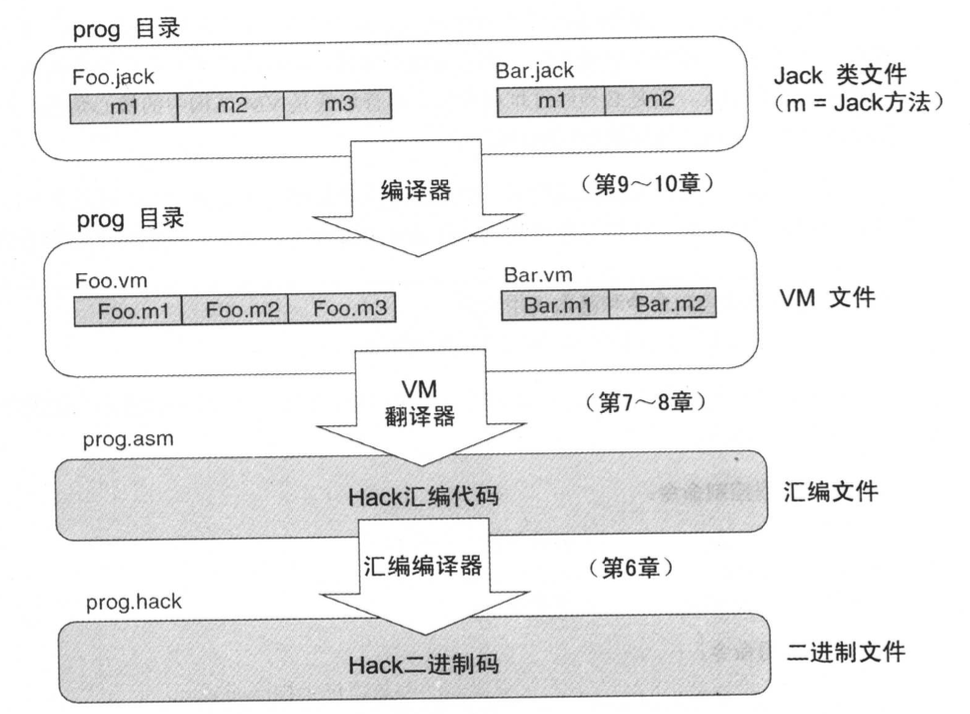 prog 目录
Foo.jack
m1 m2 m3
Bar.jack
m1 m2
Jack 类文件
（m = Jack方法）
编译器
（第9～10章）
prog 目录
Foo.vm
Foo.m1 Foo.m2 Foo.m3
Bar.vm
Bar.m1 Bar.m2
VM 文件
VM
翻译器
（第7～8章）
prog.asm
Hack汇编代码
汇编文件
汇编编译器
（第6章）
prog.hack
Hack二进制码
二进制文件